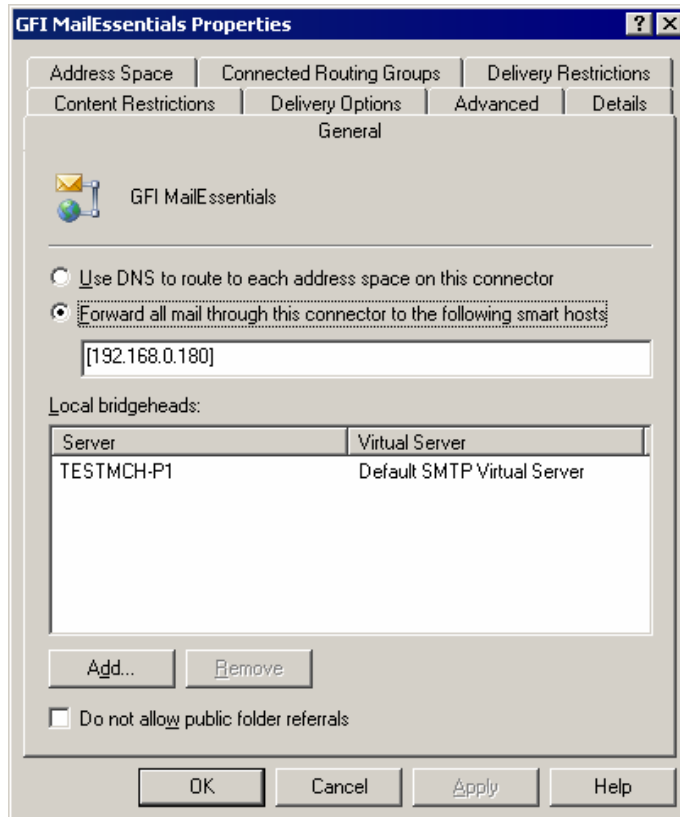 GFI MailEssentials Properties
Address Space Connected Routing Groups Delivery Restrictions
Content Restrictions Delivery Options Advanced Details
General
GFI MailEssentials
Use DNS to route to each address space on this connector
Forward all mail through this connector to the following smart hosts
[192.168.0.180]
Local bridgeheads:
Server Virtual Server
TESTMCH-P1 Default SMTP Virtual Server
Add... Remove
Do not allow public folder referrals
OK Cancel Apply Help